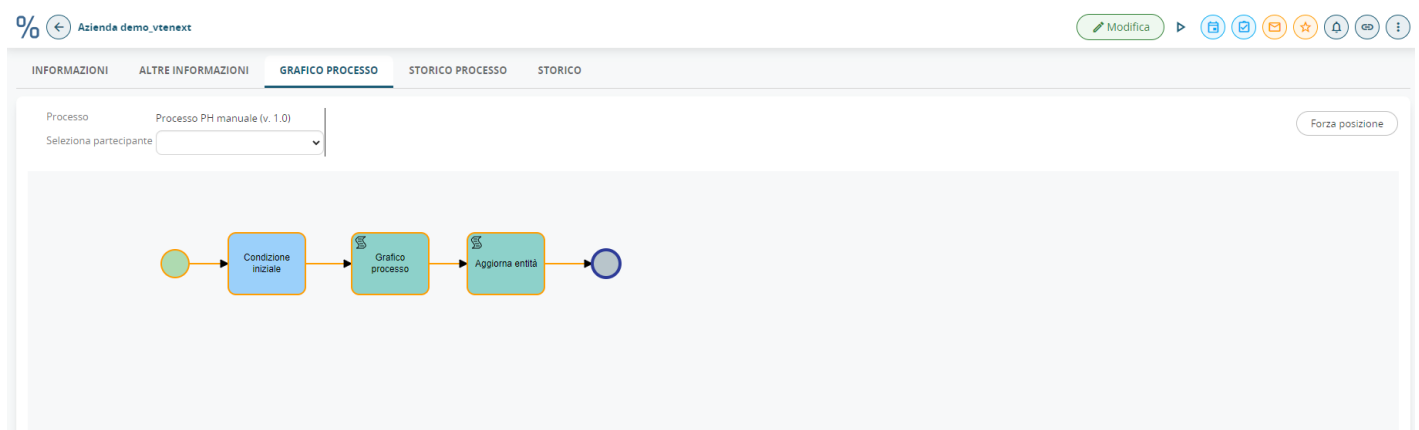 % Azienda demo_vtenext
Modifica
INFORMAZIONI ALTRE INFORMAZIONI GRAFICO PROCESSO STORICO PROCESSO STORICO
Processo Processo PH manuale (v. 1.0)
Seleziona partecipante
Forza posizione
Condizione
iniziale
Grafico
processo
Aggiorna entità